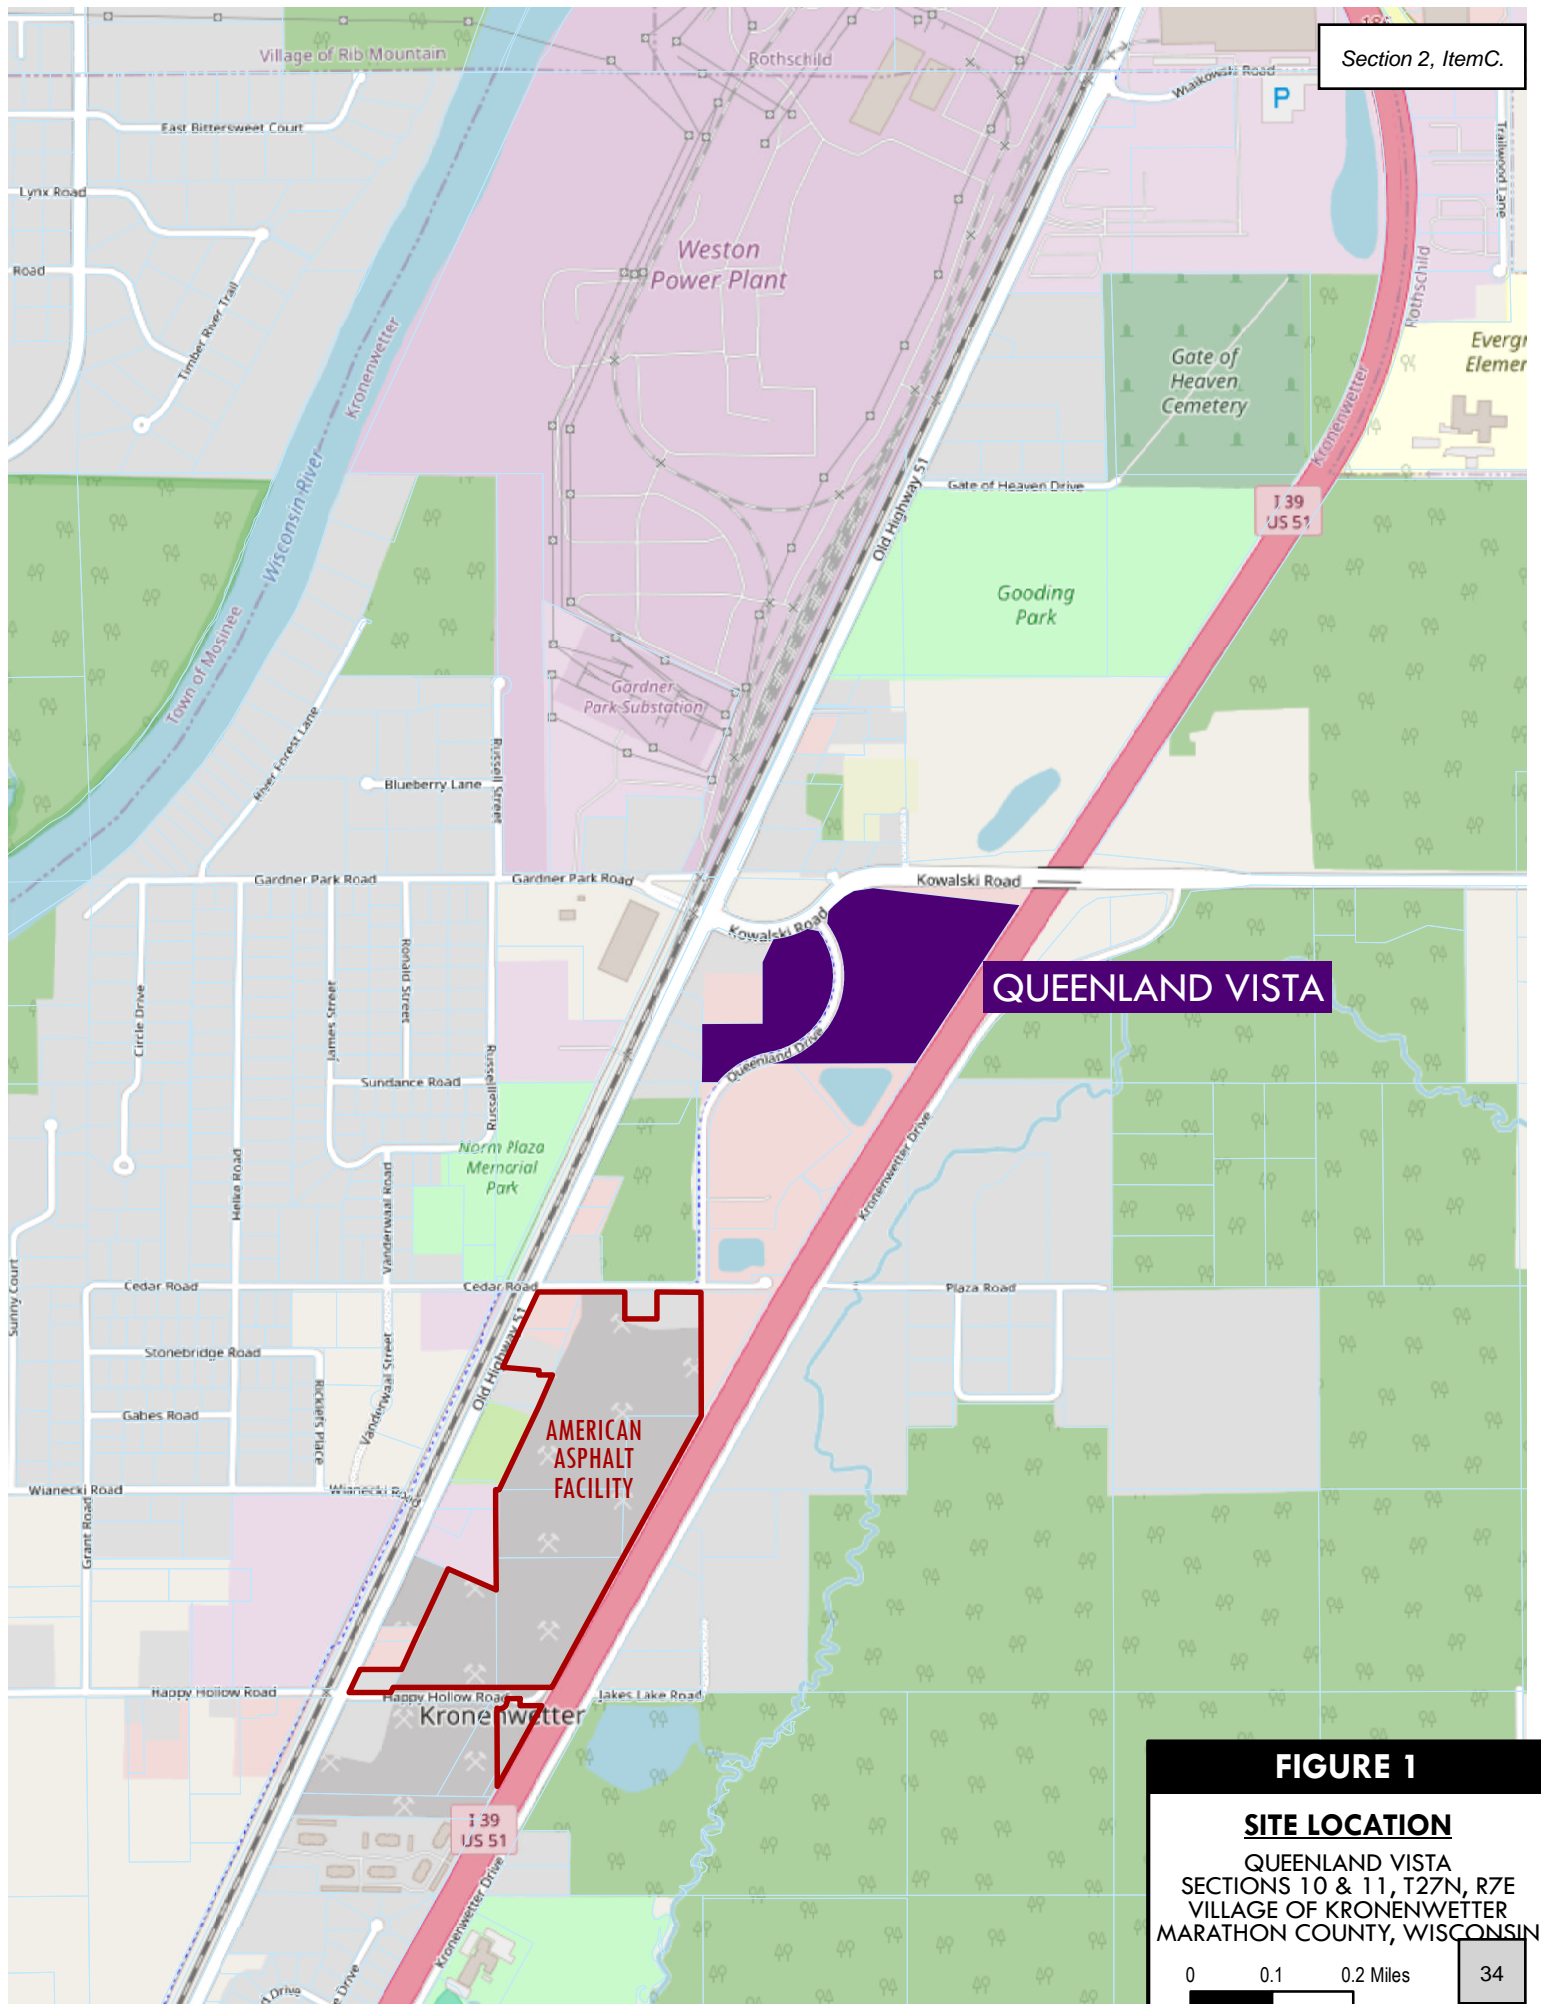 Section 2, ItemC.
Village of Rib Mountain
Rothschild
Wiaikowski Road
P
East Bittersweet Court
Trailwood Lane
Lynx Road
Road
Timber River Trail
Kronenwetter
Weston
Power Plant
Rothschild
Gate of
Heaven
Cemetery
Kronenwetter
Gate of Heaven Drive
I 39
US 51
Old Highway 51
Wisconsin River
Town of Mosinee
Gooding
Park
Gardner
Park Substation
River Forest Lane
Russell Street
Blueberry Lane
Gardner Park Road
Gardner Park Road
Kowalski Road
Kowalski Road
QUEENLAND VISTA
Queenland Drive
Circle Drive
James Street
Ronald Street
Russell
Sundance Road
Norm Plaza
Memorial
Park
Heike Road
Vanderwaal Road
Kronenwetter Drive
Sunny Court
Cedar Road
Cedar Road
Plaza Road
Old Highway 51
Stonebridge Road
Gabes Road
Ricklefs Place
Vanderwaal Street
AMERICAN
ASPHALT
FACILITY
Wianecki Road
Grant Road
Happy Hollow Road
Happy Hollow Road
Jakes Lake Road
Kronenwetter
I 39
US 51
Kronenwetter Drive
Drive
FIGURE 1
SITE LOCATION
QUEENLAND VISTA
SECTIONS 10 & 11, T27N, R7E
VILLAGE OF KRONENWETTER
MARATHON COUNTY, WISCONSIN
0 0.1 0.2 Miles
34